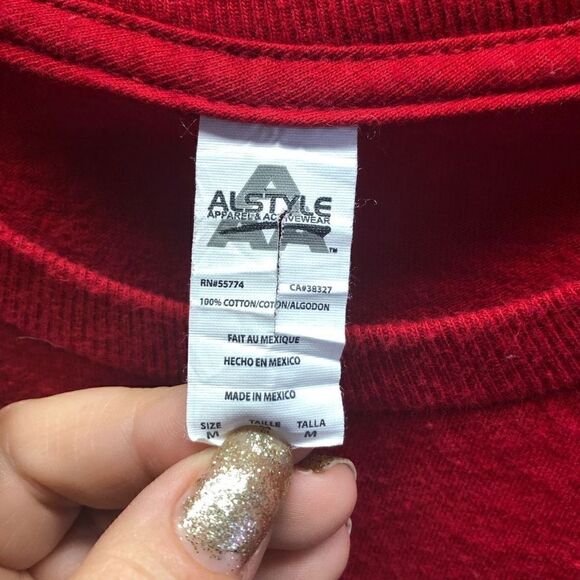 ALSTYLE
APPAREL & ACTIVEWEAR
AAA™
RN#55774 CA#38327
100% COTTON/COTON/ALGODON
FAIT AU MEXIQUE
HECHO EN MEXICO
MADE IN MEXICO
SIZE TAILLE TALLA
M M